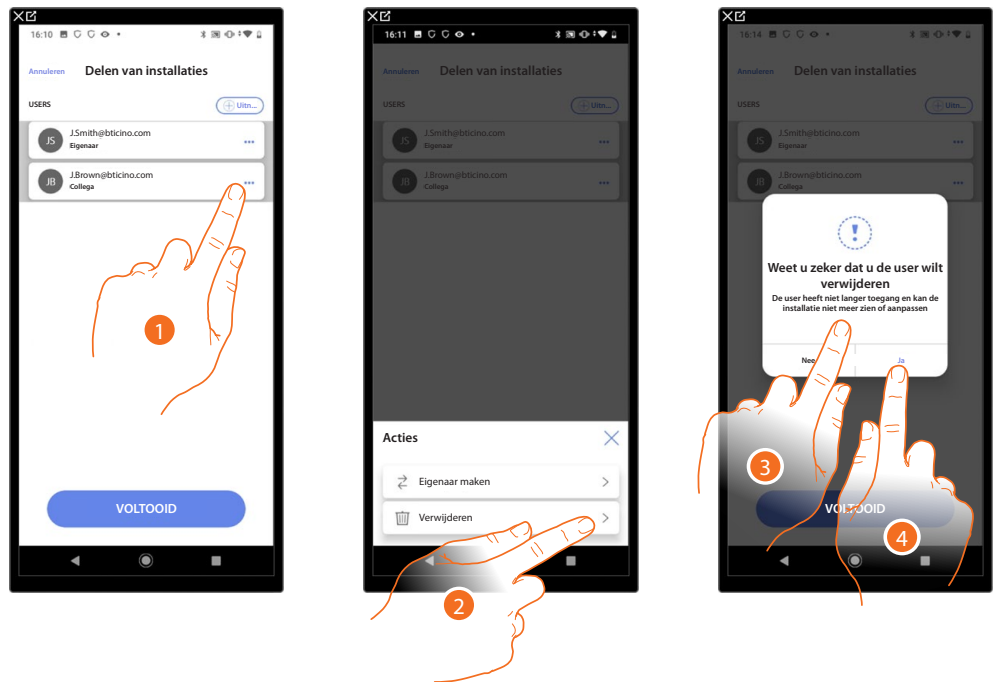 16:10
Annuleren Delen van installaties
USERS Uitn...
JS J.Smith@bticino.com
Eigenaar
JB J.Brown@bticino.com
Collega
1
VOLTOOID
16:11
Annuleren Delen van installaties
USERS Uitn...
JS J.Smith@bticino.com
Eigenaar
JB J.Brown@bticino.com
Collega
Acties
Eigenaar maken
Verwijderen
2
16:14
Annuleren Delen van installaties
USERS Uitn...
JS J.Smith@bticino.com
Eigenaar
JB J.Brown@bticino.com
Collega
Weet u zeker dat u de user wilt
verwijderen
De user heeft niet langer toegang en kan de
installatie niet meer zien of aanpassen
Nee Ja
3
VOLTOOID
4